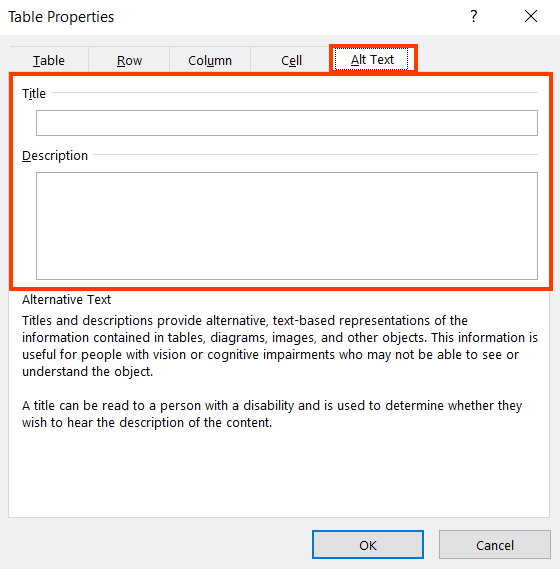 Table Properties ?
Table Row Column Cell Alt Text
Title
Description
Alternative Text
Titles and descriptions provide alternative, text-based representations of the
information contained in tables, diagrams, images, and other objects. This information is
useful for people with vision or cognitive impairments who may not be able to see or
understand the object.
A title can be read to a person with a disability and is used to determine whether they
wish to hear the description of the content.
OK Cancel